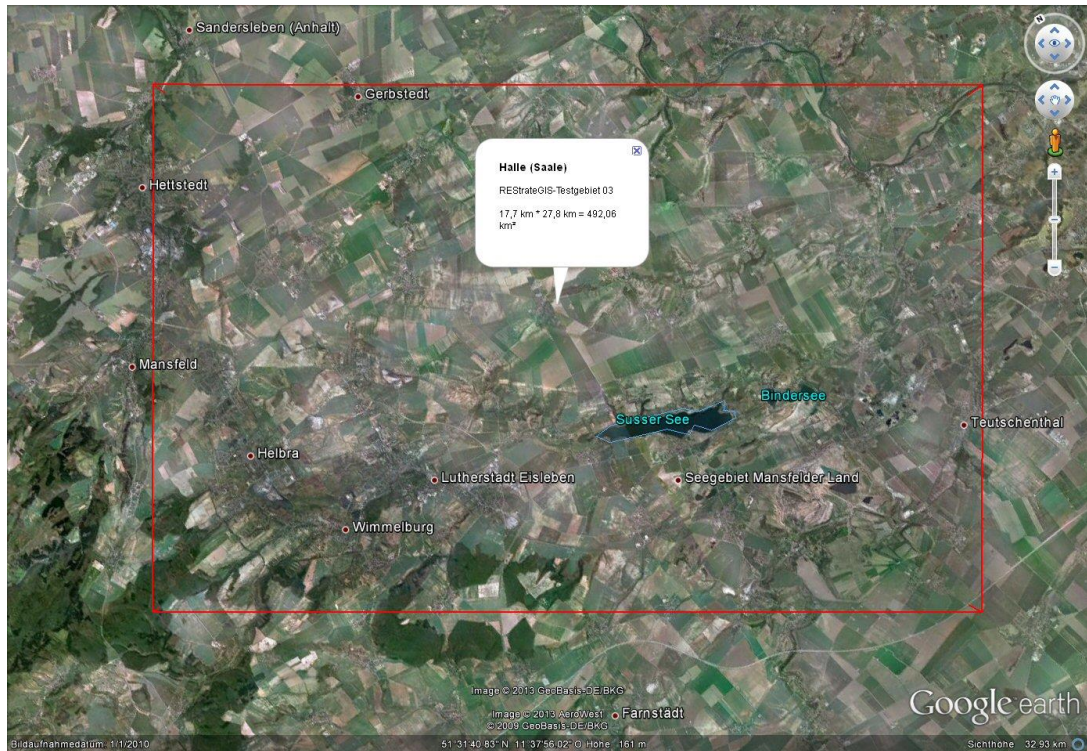 Sandersleben (Anhalt)
N
Gerbstedt
Halle (Saale)
REStrateGIS-Testgebiet 03
17,7 km * 27,8 km = 492,06
km²
Hettstedt
Mansfeld
Bindersee
Susser See
Teutschenthal
Helbra
Lutherstadt Eisleben
Seegebiet Mansfelder Land
Wimmelburg
Image © 2013 GeoBasis-DE/BKG
Image © 2013 AeroWest
Farnstädt
© 2009 GeoBasis-DE/BKG
Google earth
Bildaufnahmedatum: 1/1/2010
51°31'40.83" N 11°37'56.02" O Höhe 161 m
Sichthöhe 32.93 km